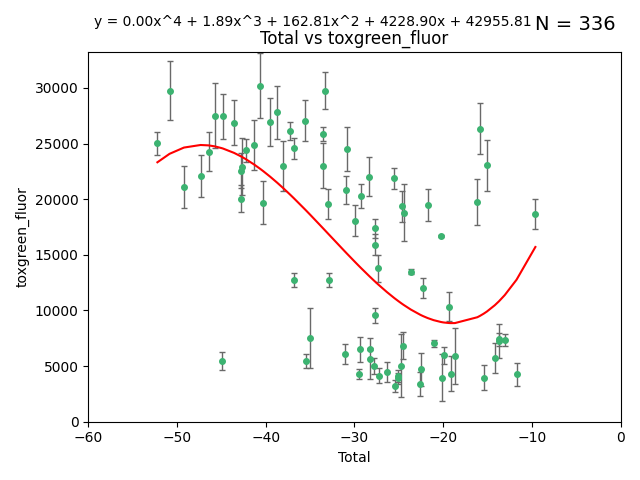 y = 0.00x^4 + 1.89x^3 + 162.81x^2 + 4228.90x + 42955.81 N = 336
Total vs toxgreen_fluor
30000
25000
20000
15000
10000
5000
0
toxgreen_fluor
−60 −50 −40 −30 −20 −10 0
Total